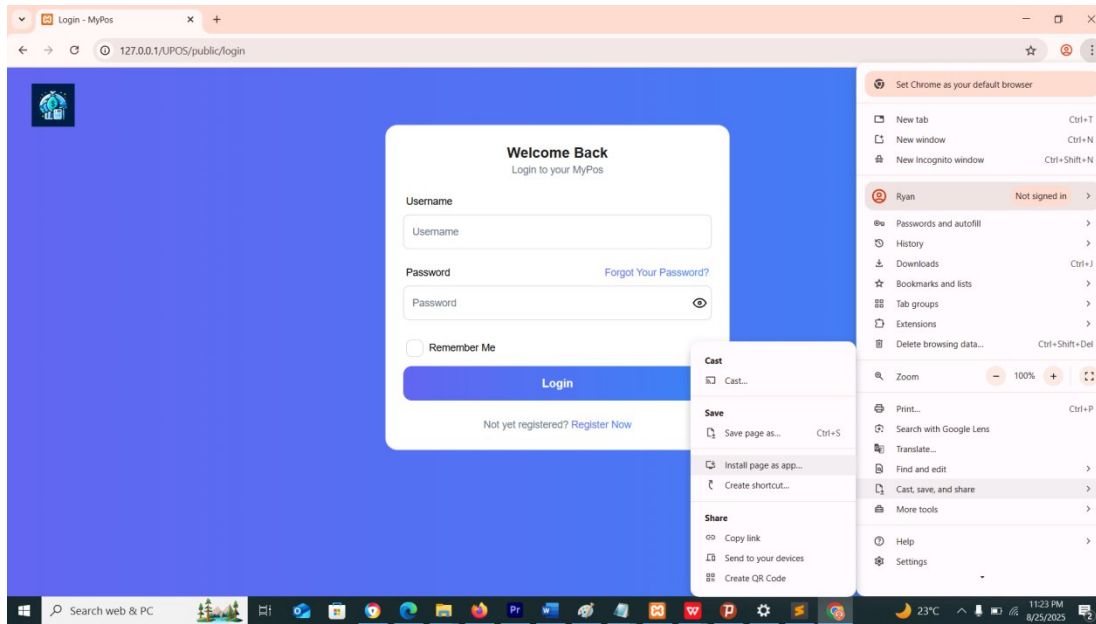 Login - MyPos
127.0.0.1/UPOS/public/login
Welcome Back
Login to your MyPos
Username
Username
Password Forgot Your Password?
Password
Remember Me
Login
Not yet registered? Register Now
Cast
Cast...
Save
Save page as... Ctrl+S
Install page as app...
Create shortcut...
Share
Copy link
Send to your devices
Create QR Code
Set Chrome as your default browser
New tab Ctrl+T
New window Ctrl+N
New Incognito window Ctrl+Shift+N
Ryan Not signed in
Passwords and autofill
History
Downloads Ctrl+J
Bookmarks and lists
Tab groups
Extensions
Delete browsing data... Ctrl+Shift+Del
Zoom 100%
Print... Ctrl+P
Search with Google Lens
Translate...
Find and edit
Cast, save, and share
More tools
Help
Settings
Search web & PC
Pr
W
W
23°C
11:23 PM
8/25/2025
2